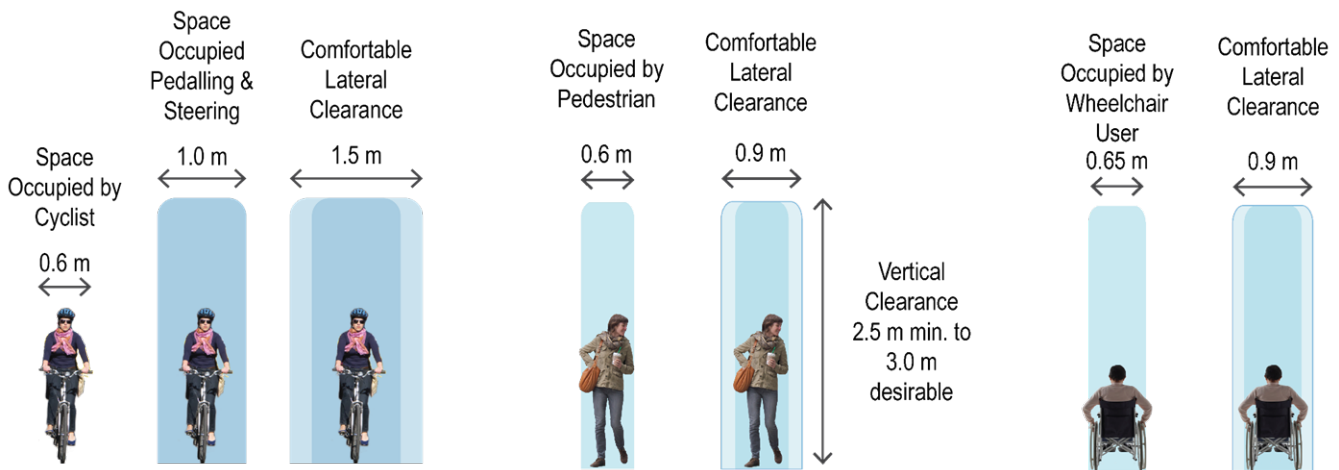 Space
Occupied by
Cyclist
0.6 m
Space
Occupied
Pedalling &
Steering
1.0 m
Comfortable
Lateral
Clearance
1.5 m
Space
Occupied by
Pedestrian
0.6 m
Comfortable
Lateral
Clearance
0.9 m
Vertical
Clearance
2.5 m min. to
3.0 m
desirable
Space
Occupied by
Wheelchair
User
0.65 m
Comfortable
Lateral
Clearance
0.9 m